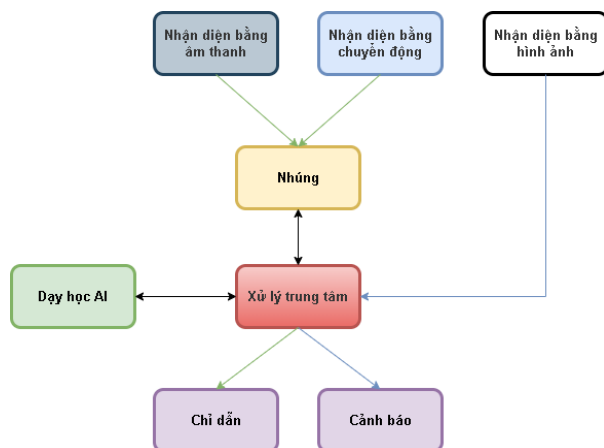 Nhận diện bằng
âm thanh
Nhận diện bằng
chuyển động
Nhận diện bằng
hình ảnh
Nhúng
Dạy học AI
Xử lý trung tâm
Chỉ dẫn
Cảnh báo